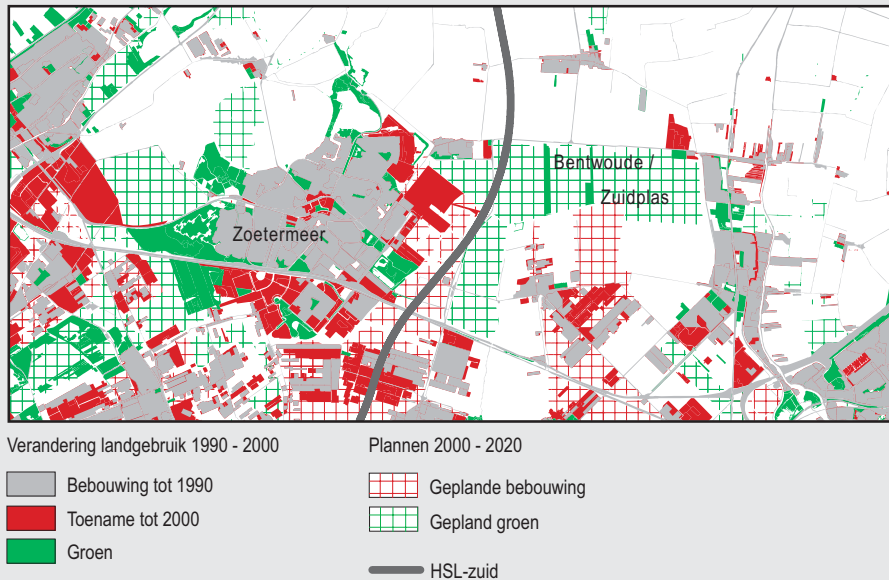 Bentwoude /
Zuidplas
Zoetermeer
Verandering landgebruik 1990 - 2000
Bebouwing tot 1990
Toename tot 2000
Groen
Plannen 2000 - 2020
Geplande bebouwing
Gepland groen
HSL-zuid